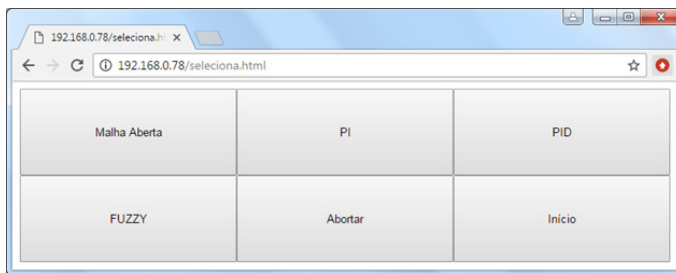 192.168.0.78/seleciona.h
192.168.0.78/seleciona.html
Malha Aberta PI PID
FUZZY Abortar Início